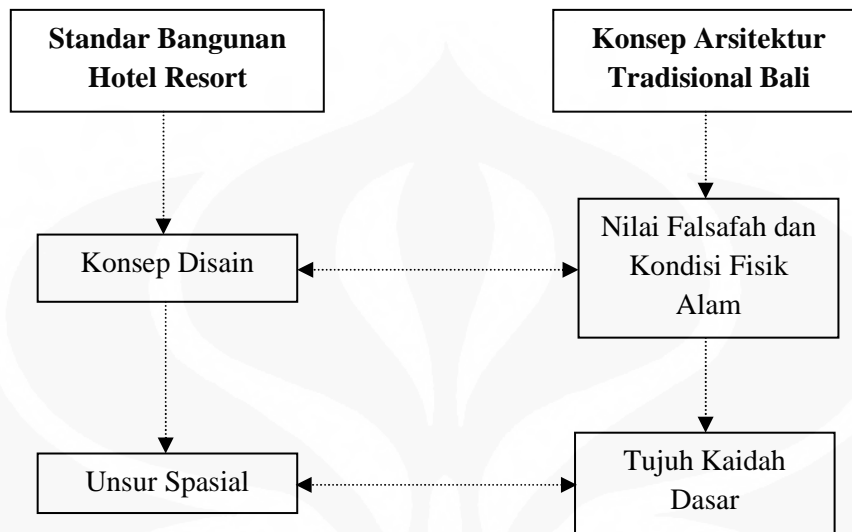 Standar Bangunan
Hotel Resort
Konsep Arsitektur
Tradisional Bali
Konsep Disain
Nilai Falsafah dan
Kondisi Fisik
Alam
Unsur Spasial
Tujuh Kaidah
Dasar